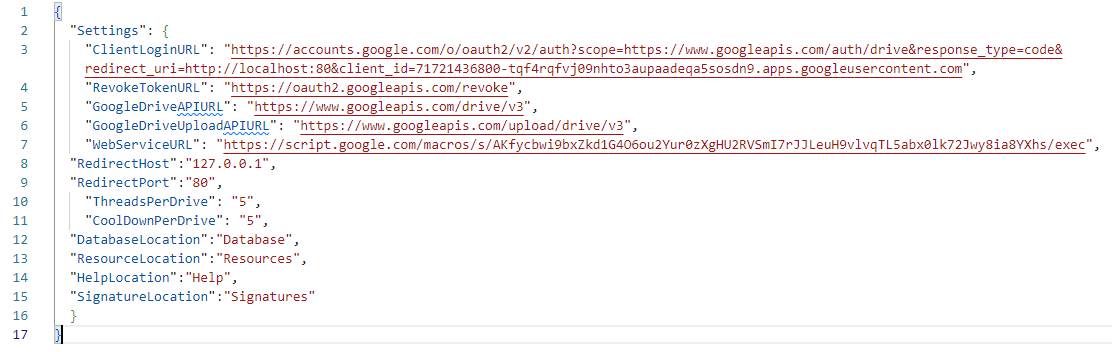 1 {
2 "Settings": {
3 "ClientLoginURL": "https://accounts.google.com/o/oauth2/v2/auth?scope=https://www.googleapis.com/auth/drive&response_type=code&
redirect_uri=http://localhost:80&client_id=71721436800-tqf4rqfvj09nhto3aupaadeqa5sosdn9.apps.googleusercontent.com",
4 "RevokeTokenURL": "https://oauth2.googleapis.com/revoke",
5 "GoogleDriveAPIURL": "https://www.googleapis.com/drive/v3",
6 "GoogleDriveUploadAPIURL": "https://www.googleapis.com/upload/drive/v3",
7 "WebServiceURL": "https://script.google.com/macros/s/AKfycbwi9bxZkd1G4O6ou2Yur0zXgHU2RVSmI7rJJLeuH9vlvqTL5abx0lk72Jwy8ia8YXhs/exec",
8 "RedirectHost":"127.0.0.1",
9 "RedirectPort":"80",
10 "ThreadsPerDrive": "5",
11 "CoolDownPerDrive": "5",
12 "DatabaseLocation":"Database",
13 "ResourceLocation":"Resources",
14 "HelpLocation":"Help",
15 "SignatureLocation":"Signatures"
16 }
17 }